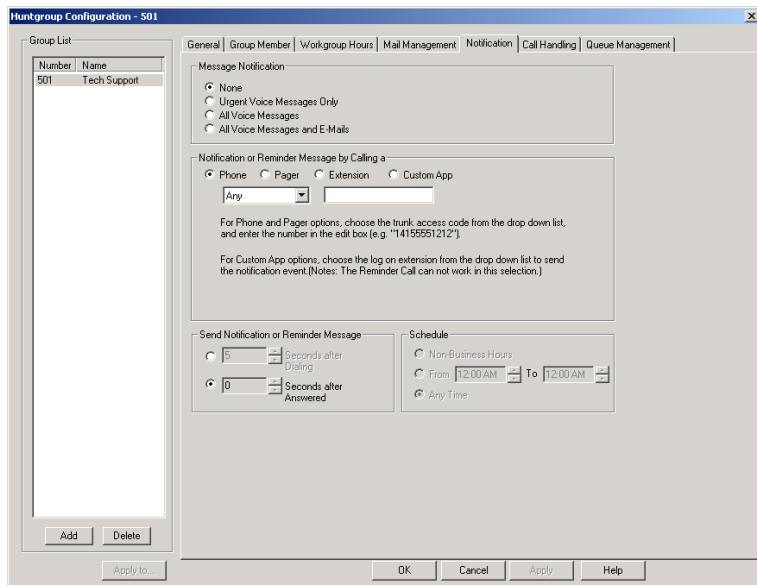 Huntgroup Configuration - 501
Group List
Number Name
501 Tech Support
Add Delete
Apply to...
General Group Member Workgroup Hours Mail Management Notification Call Handling Queue Management
Message Notification
None
Urgent Voice Messages Only
All Voice Messages
All Voice Messages and E-Mails
Notification or Reminder Message by Calling a
Phone Pager Extension Custom App
Any
For Phone and Pager options, choose the trunk access code from the drop down list,
and enter the number in the edit box (e.g. "14155551212").
For Custom App options, choose the log on extension from the drop down list to send
the notification event.(Notes: The Reminder Call can not work in this selection.)
Send Notification or Reminder Message
5 Seconds after
Dialing
0 Seconds after
Answered
Schedule
Non-Business Hours
From 12:00 AM To 12:00 AM
Any Time
OK Cancel Apply Help